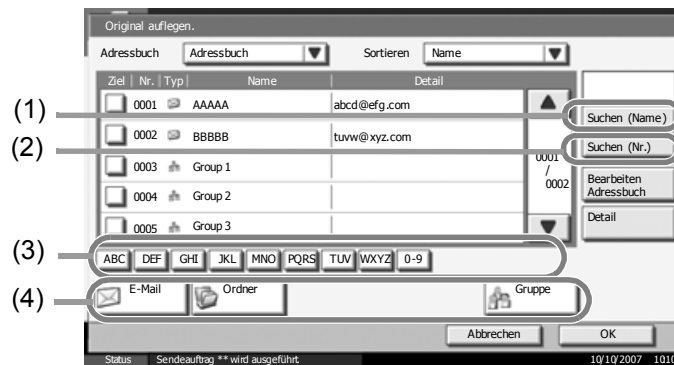 Original auflegen.
Adressbuch Adressbuch Sortieren Name
Ziel Nr. Typ Name Detail
0001 AAAAA abcd@efg.com
0002 BBBBB tuvw@xyz.com
0003 Group 1
0004 Group 2
0005 Group 3
0001
/
0002
(1)
Suchen (Name)
(2)
Suchen (Nr.)
Bearbeiten
Adressbuch
Detail
(3)
ABC DEF GHI JKL MNO PQRS TUV WXYZ 0-9
(4)
E-Mail Ordner Gruppe
Abbrechen OK
Status Sendeauftrag ** wird ausgeführt. 10/10/2007 1010